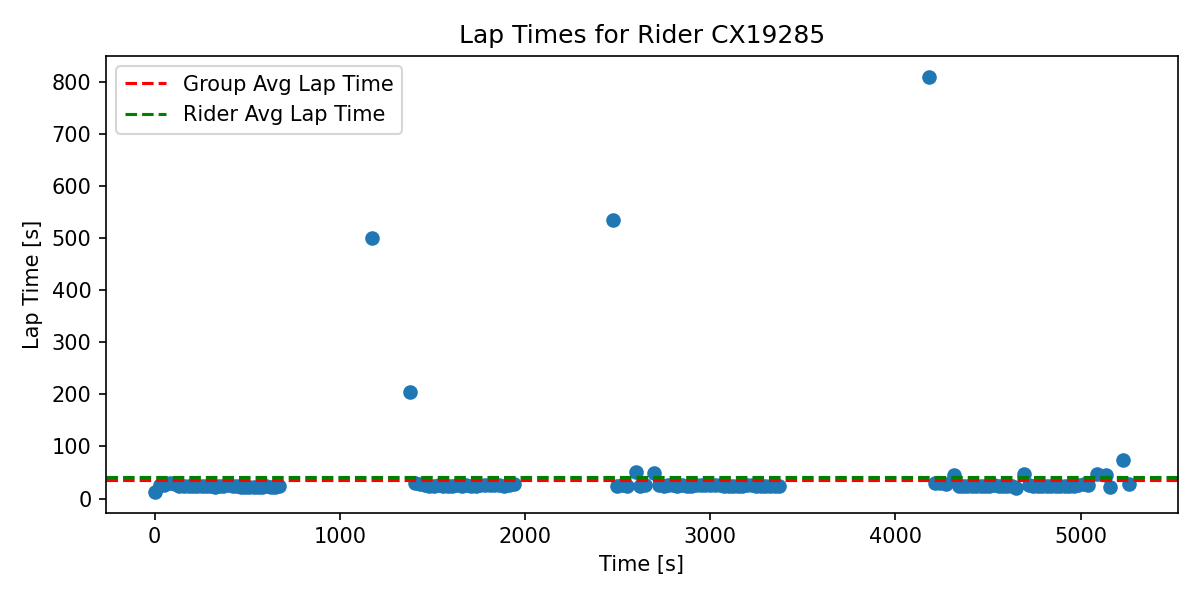 Lap Times for Rider CX19285
Group Avg Lap Time
Rider Avg Lap Time
Lap Time [s]
800
700
600
500
400
300
200
100
0
0 1000 2000 3000 4000 5000
Time [s]